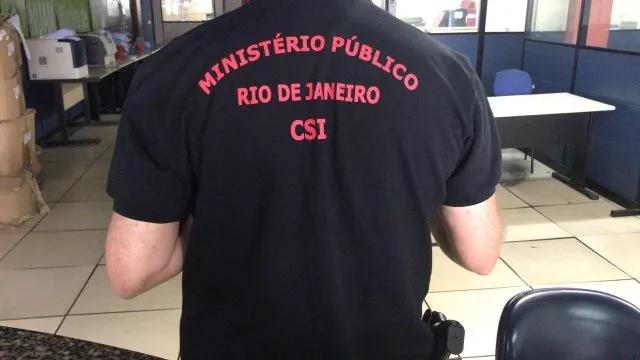 MINISTÉRIO PÚBLICO
RIO DE JANEIRO
CSI